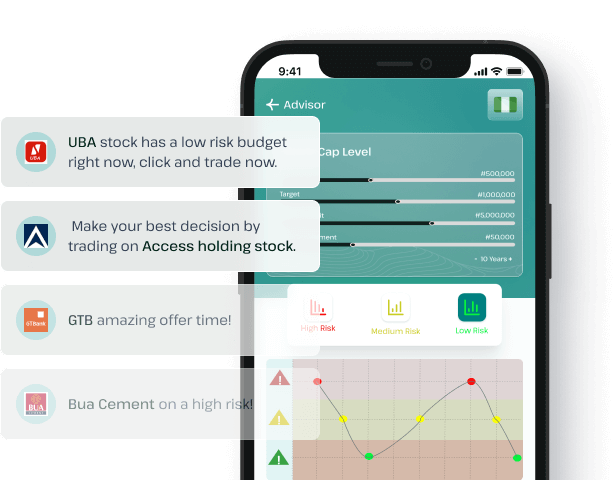 9:41
Advisor
UBA stock has a low risk budget
right now, click and trade now.
UBA
Cap Level
₦500,000
Target
₦1,000,000
₦5,000,000
₦50,000
- 10 Years +
Make your best decision by
trading on Access holding stock.
GTBank
GTB amazing offer time!
High Risk
Medium Risk
Low Risk
BUA
Bua Cement on a high risk!